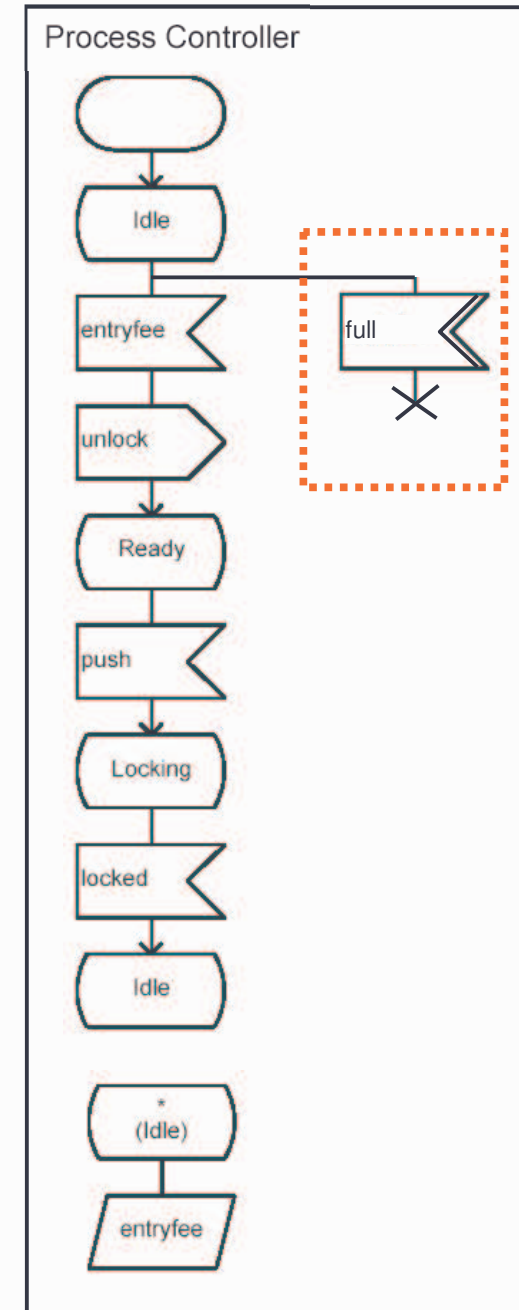 Process Controller
Idle
entryfee
full
unlock
Ready
push
Locking
locked
Idle
*
(Idle)
entryfee